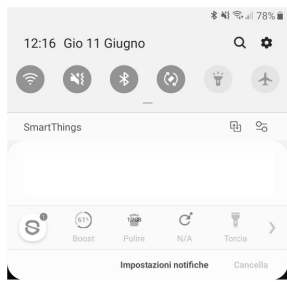 78%
12:16 Gio 11 Giugno
SmartThings
61%
Boost
Pulire
N/A
Torcia
Impostazioni notifiche
Cancella